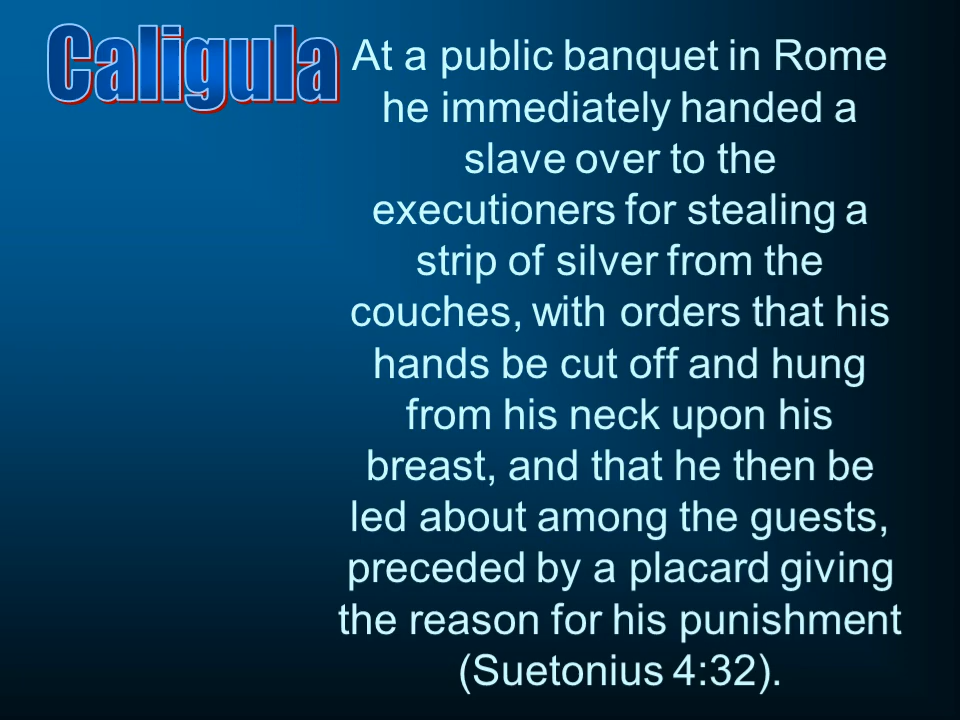 Caligula
At a public banquet in Rome
he immediately handed a
slave over to the
executioners for stealing a
strip of silver from the
couches, with orders that his
hands be cut off and hung
from his neck upon his
breast, and that he then be
led about among the guests,
preceded by a placard giving
the reason for his punishment
(Suetonius 4:32).